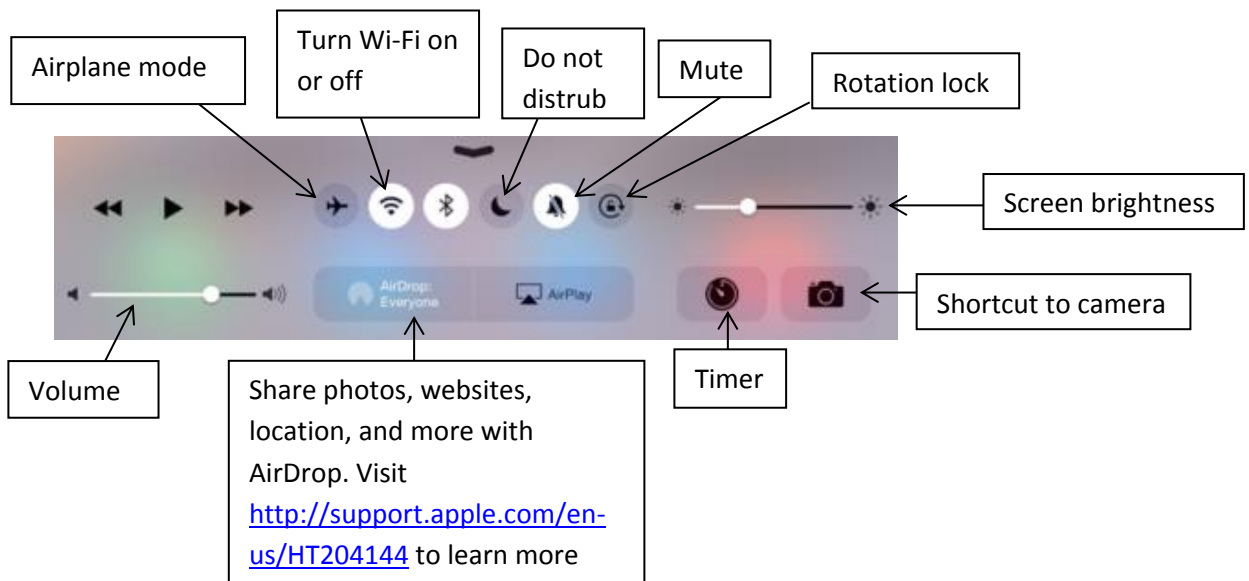 Airplane mode
Turn Wi-Fi on
or off
Do not
distrub
Mute
Rotation lock
Screen brightness
AirDrop:
Everyone
AirPlay
Shortcut to camera
Volume
Share photos, websites,
location, and more with
AirDrop. Visit
http://support.apple.com/en-
us/HT204144 to learn more
Timer